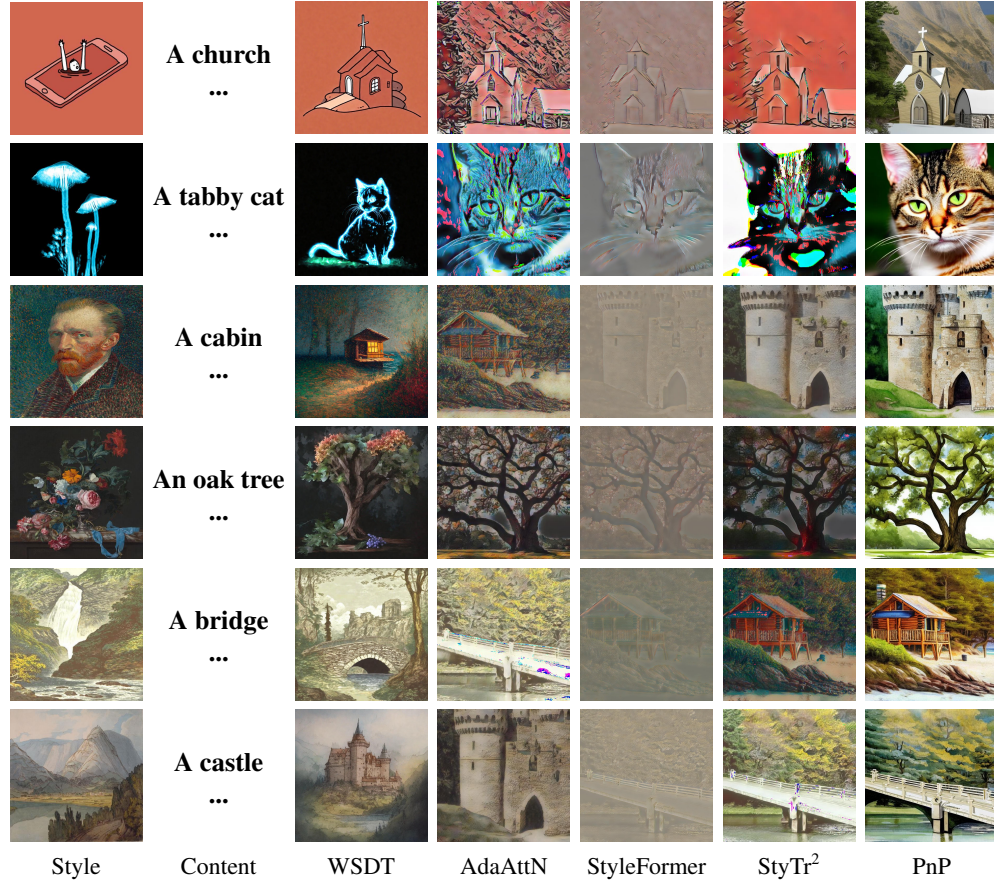 A church
...
A tabby cat
...
A cabin
...
An oak tree
...
A bridge
...
A castle
...
Style Content WSDT AdaAttN StyleFormer StyTr² PnP